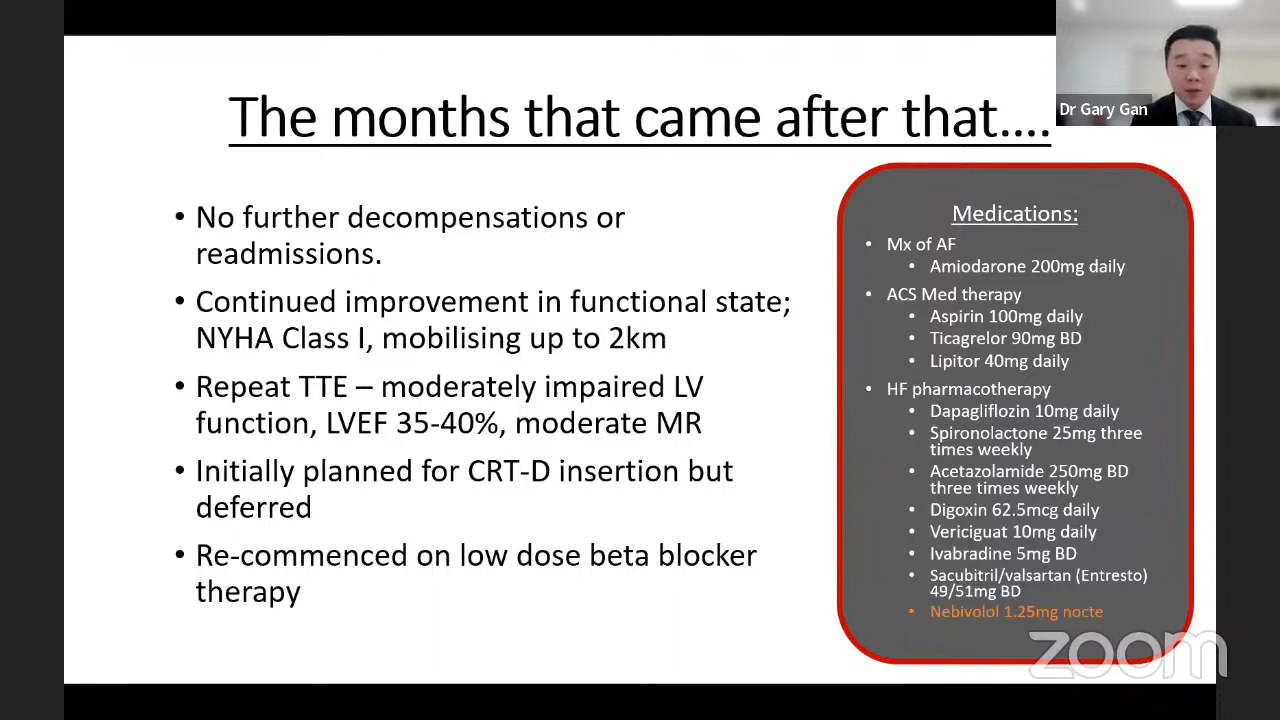 The months that came after that....
Dr Gary Gan
• No further decompensations or
readmissions.
• Continued improvement in functional state;
NYHA Class I, mobilising up to 2km
• Repeat TTE – moderately impaired LV
function, LVEF 35-40%, moderate MR
• Initially planned for CRT-D insertion but
deferred
• Re-commenced on low dose beta blocker
therapy
Medications:
• Mx of AF
• Amiodarone 200mg daily
• ACS Med therapy
• Aspirin 100mg daily
• Ticagrelor 90mg BD
• Lipitor 40mg daily
• HF pharmacotherapy
• Dapagliflozin 10mg daily
• Spironolactone 25mg three
times weekly
• Acetazolamide 250mg BD
three times weekly
• Digoxin 62.5mcg daily
• Vericiguat 10mg daily
• Ivabradine 5mg BD
• Sacubitril/valsartan (Entresto)
49/51mg BD
• Nebivolol 1.25mg nocte
zoom